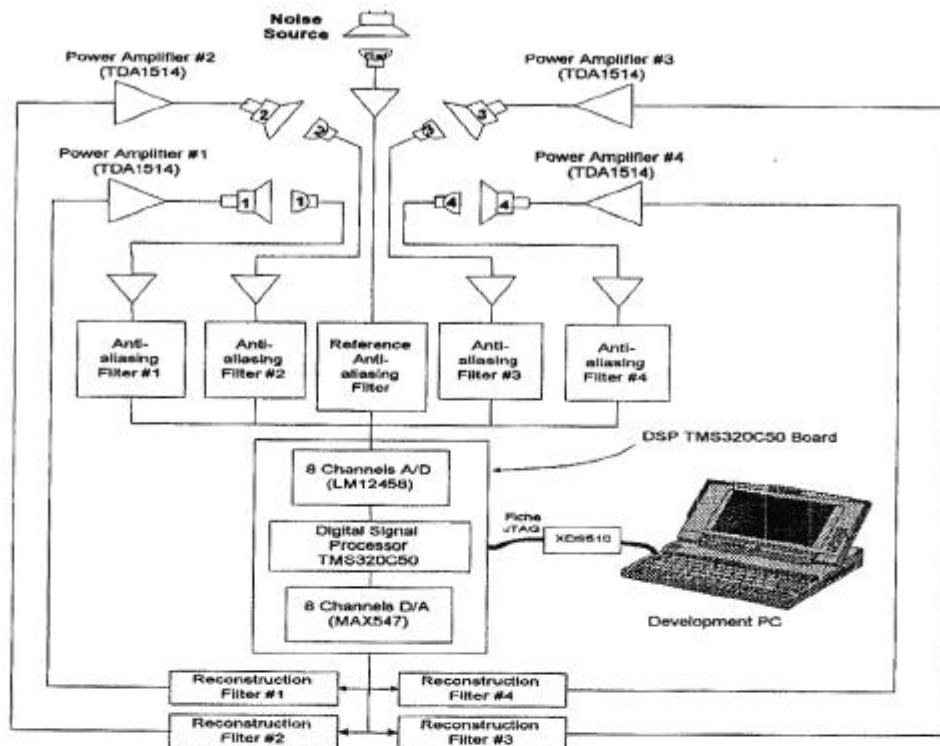 Noise
Source
Power Amplifier #2
(TDA1514)
Power Amplifier #3
(TDA1514)
2
2
3
3
Power Amplifier #1
(TDA1514)
Power Amplifier #4
(TDA1514)
1
1
4
4
Anti-
aliasing
Filter #1
Anti-
aliasing
Filter #2
Reference
Anti-
aliasing
Filter
Anti-
aliasing
Filter #3
Anti-
aliasing
Filter #4
DSP TMS320C50 Board
8 Channels A/D
(LM12458)
Digital Signal
Processor
TMS320C50
8 Channels D/A
(MAX547)
Fiche
JTAG
XDS510
Development PC
Reconstruction
Filter #1
Reconstruction
Filter #4
Reconstruction
Filter #2
Reconstruction
Filter #3